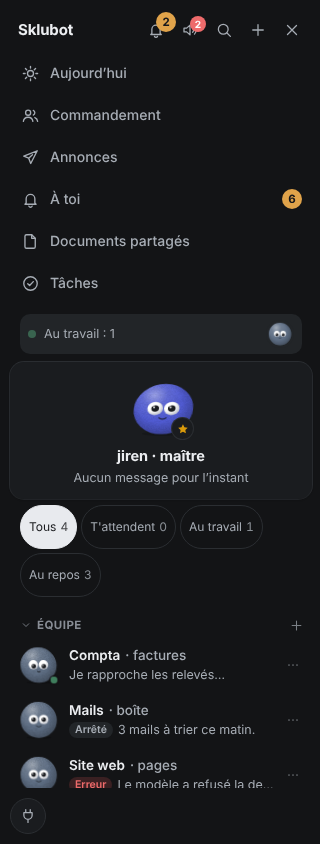 Sklubot 2 2
Aujourd'hui
Commandement
Annonces
À toi 6
Documents partagés
Tâches
Au travail : 1
jiren · maître
Aucun message pour l'instant
Tous 4 T'attendent 0 Au travail 1
Au repos 3
ÉQUIPE
Compta · factures
Je rapproche les relevés...
Mails · boîte
Arrêté 3 mails à trier ce matin.
Site web · pages
Erreur Le modèle a refusé la de...